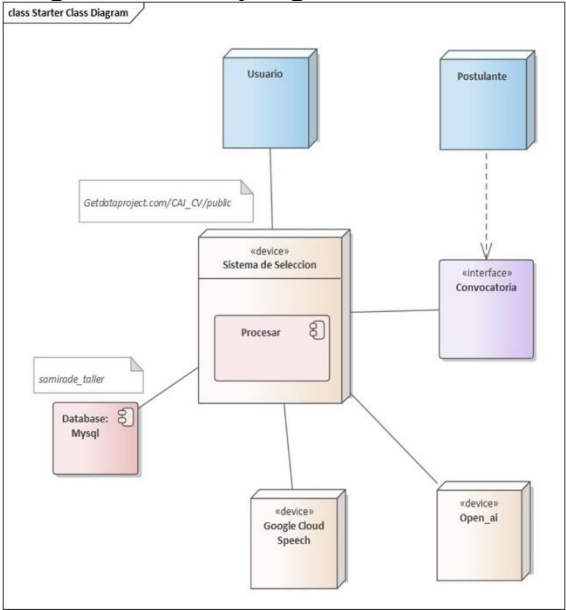 class Starter Class Diagram
Usuario
Postulante
Getdataproject.com/CAI_CV/public
«device»
Sistema de Seleccion
«interface»
Convocatoria
Procesar
samirade_taller
Database:
Mysql
«device»
Google Cloud
Speech
«device»
Open_ai